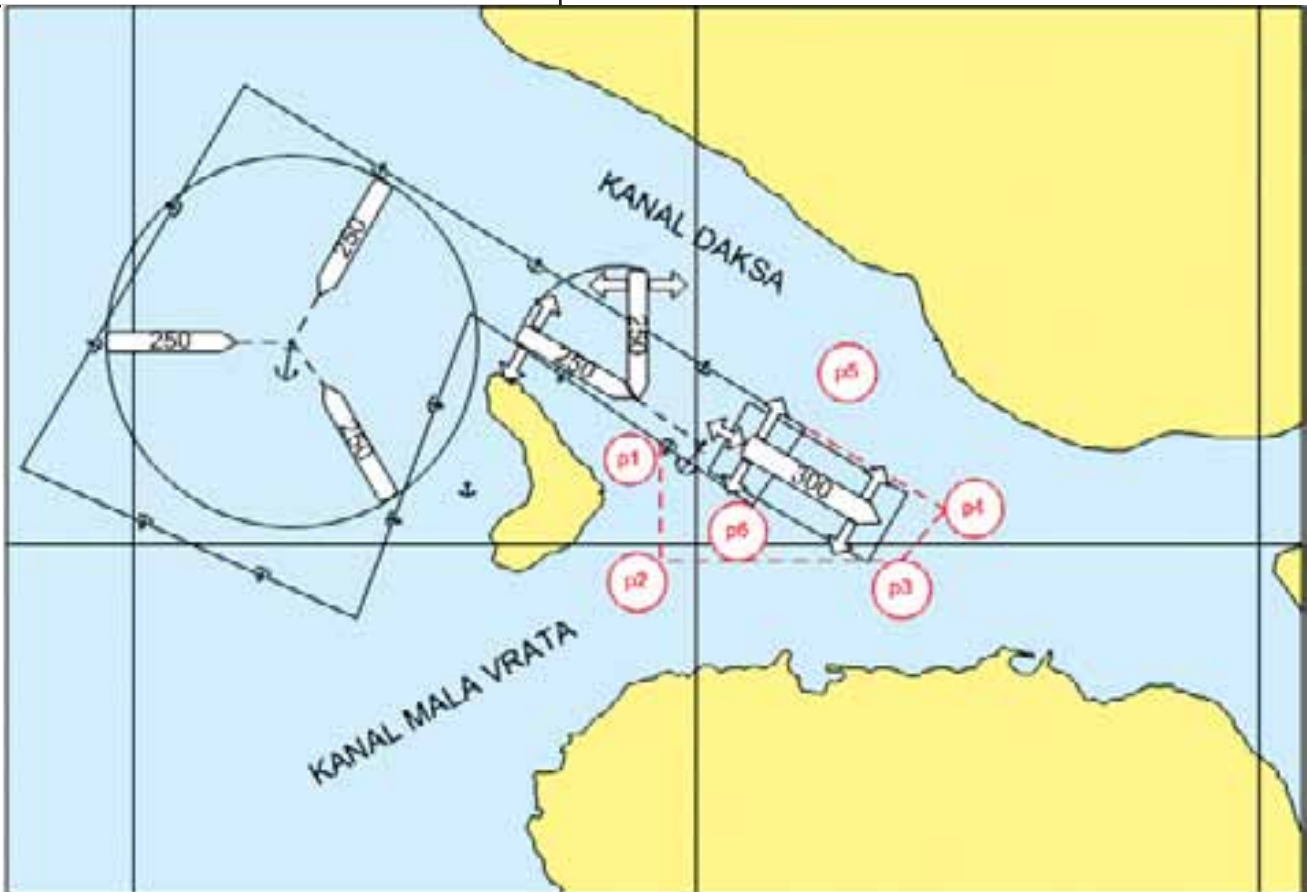 KANAL DAKSA
250
250
250
250
250
300
p5
p1
p4
p6
p2
p3
KANAL MALA VRATA